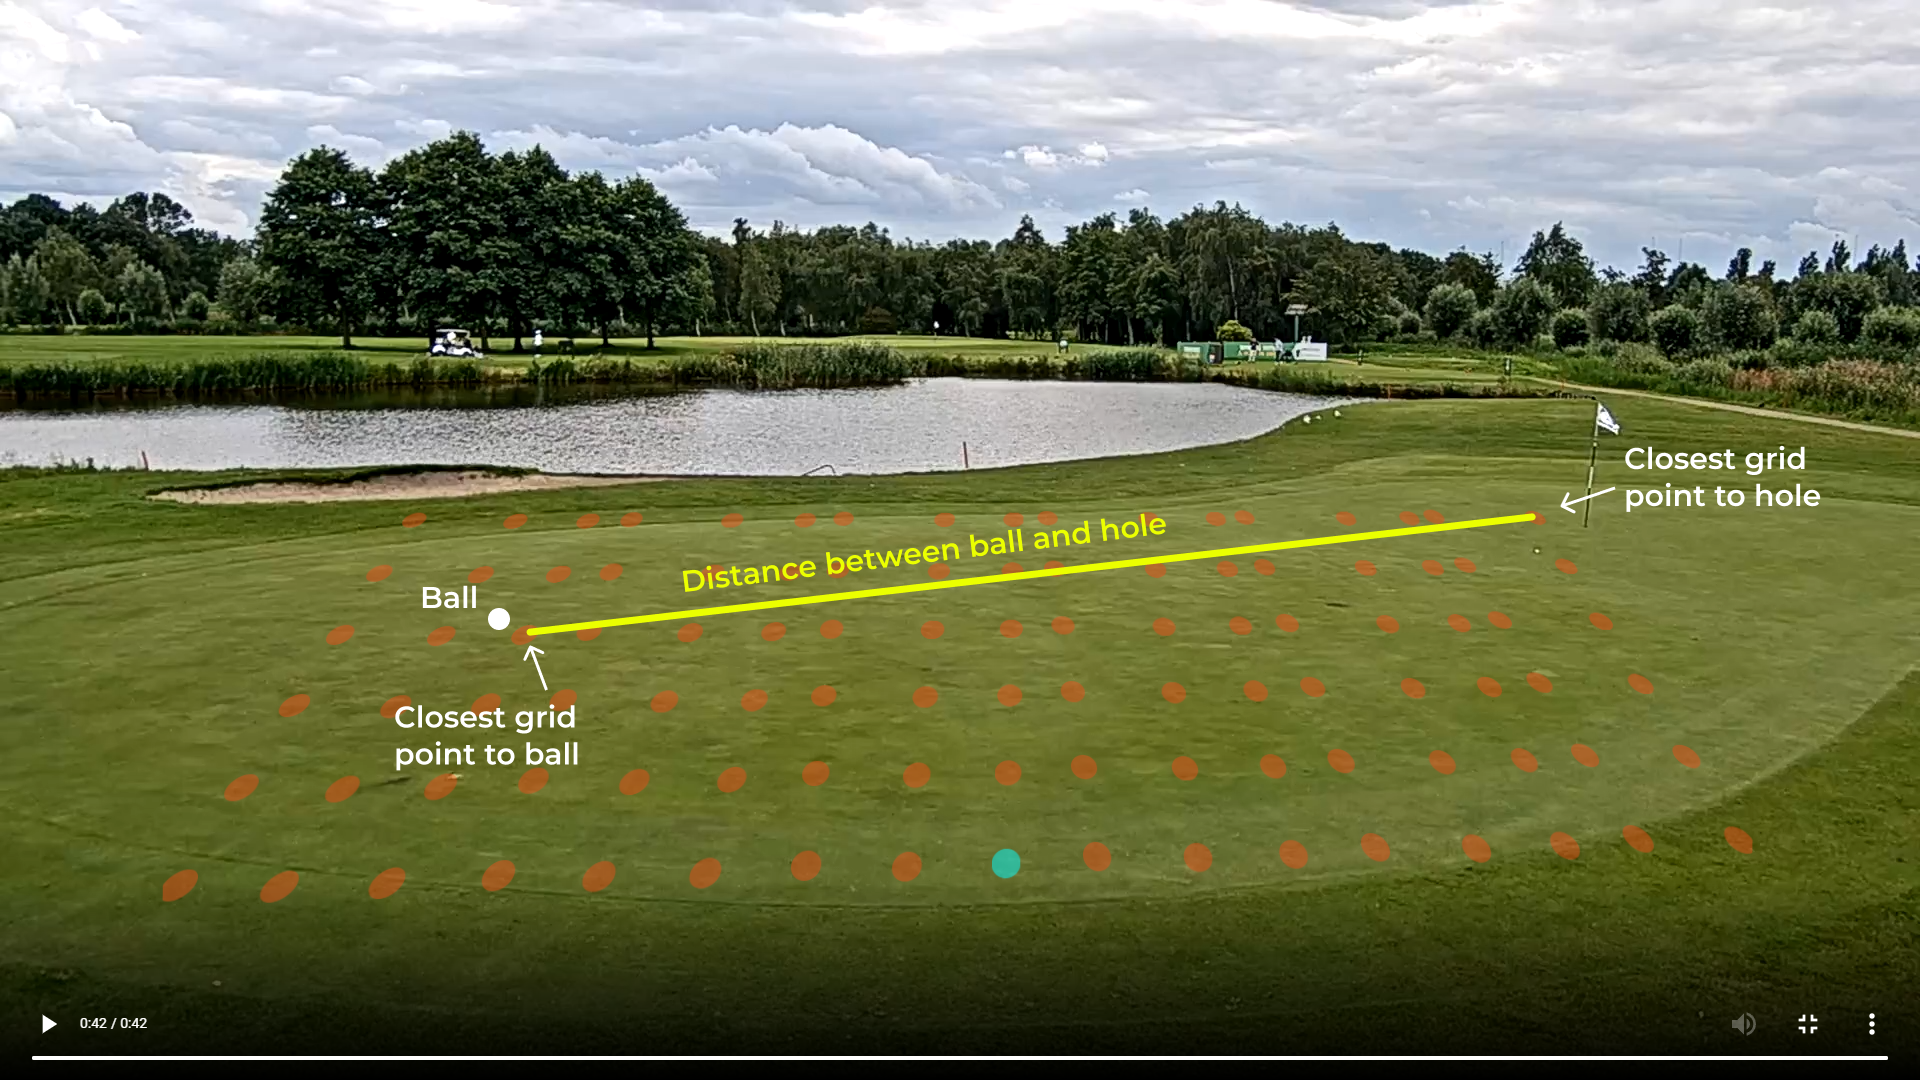 Closest grid
point to hole
Distance between ball and hole
Ball
Closest grid
point to ball
0:42 / 0:42